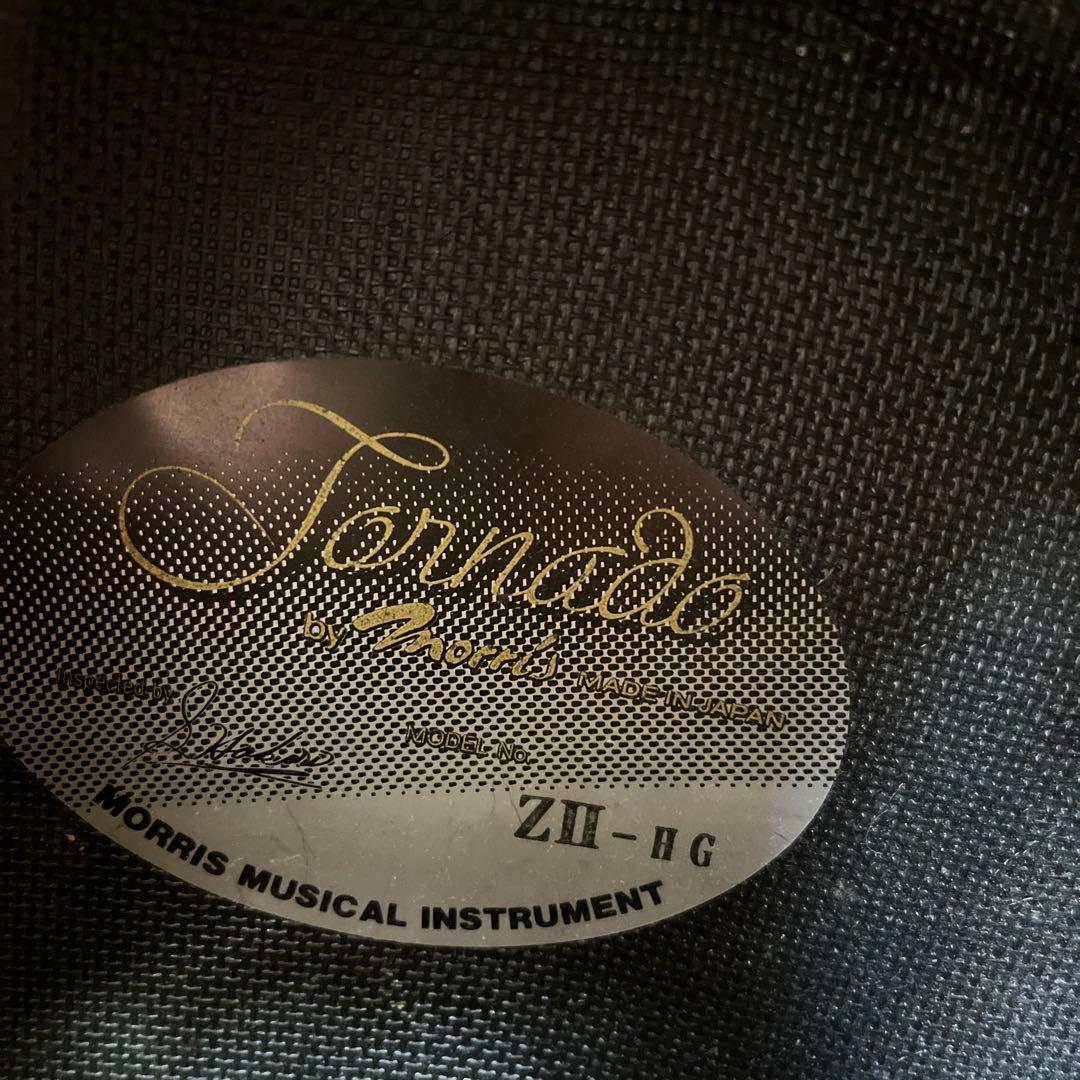 Tornado
by Morris MADE IN JAPAN
Inspected by
MODEL No.
ZII-HG
MORRIS MUSICAL INSTRUMENT